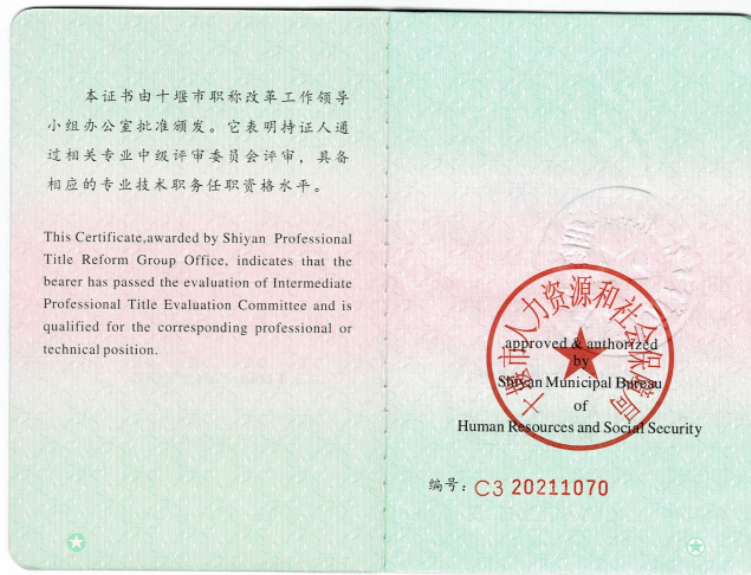 本证书由十堰市职称改革工作领导
小组办公室批准颁发。它表明持证人通
过相关专业中级评审委员会评审，具备
相应的专业技术职务任职资格水平。
This Certificate,awarded by Shiyan Professional
Title Reform Group Office, indicates that the
bearer has passed the evaluation of Intermediate
Professional Title Evaluation Committee and is
qualified for the corresponding professional or
technical position.
十堰市人力资源和社会保障局
approved & authorized
by
Shiyan Municipal Bureau
of
Human Resources and Social Security
编号：C3 20211070